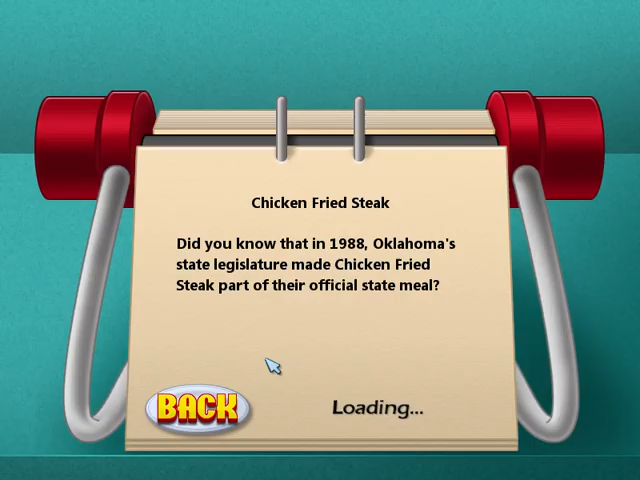 Chicken Fried Steak
Did you know that in 1988, Oklahoma's
state legislature made Chicken Fried
Steak part of their official state meal?
BACK
Loading...